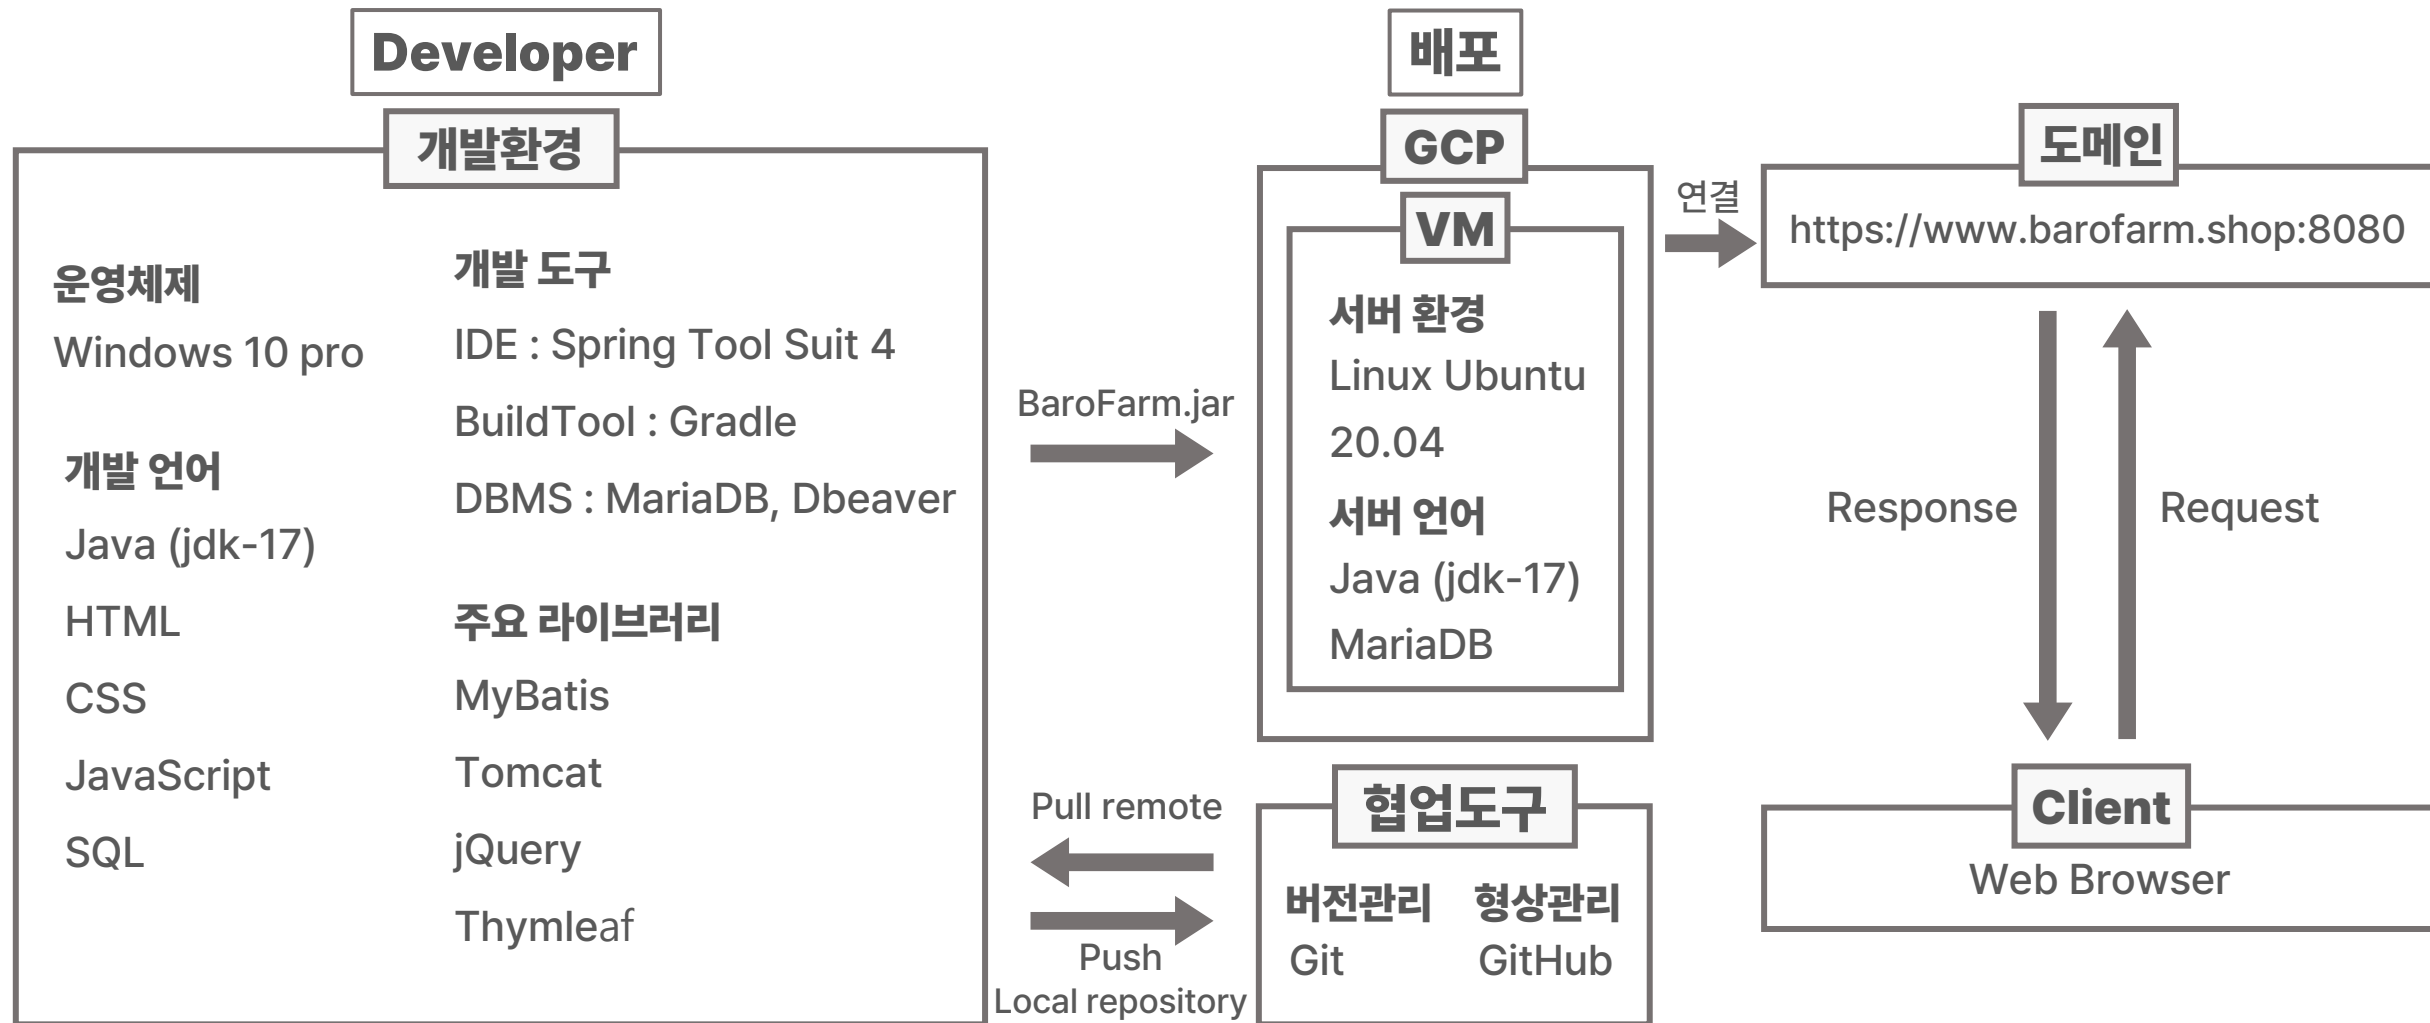 Developer
개발환경
운영체제
Windows 10 pro
개발 언어
Java (jdk-17)
HTML
CSS
JavaScript
SQL
개발 도구
IDE : Spring Tool Suit 4
BuildTool : Gradle
DBMS : MariaDB, Dbeaver
주요 라이브러리
MyBatis
Tomcat
jQuery
Thymleaf
BaroFarm.jar
Pull remote
Push
Local repository
배포
GCP
VM
서버 환경
Linux Ubuntu
20.04
서버 언어
Java (jdk-17)
MariaDB
협업도구
버전관리
Git
형상관리
GitHub
연결
도메인
https://www.barofarm.shop:8080
Response
Request
Client
Web Browser